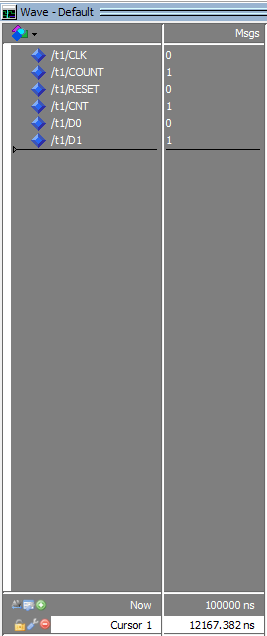 Wave - Default
Msgs
/t1/CLK 0
/t1/COUNT 1
/t1/RESET 0
/t1/CNT 1
/t1/D0 0
/t1/D1 1
Now 100000 ns
Cursor 1 12167.382 ns